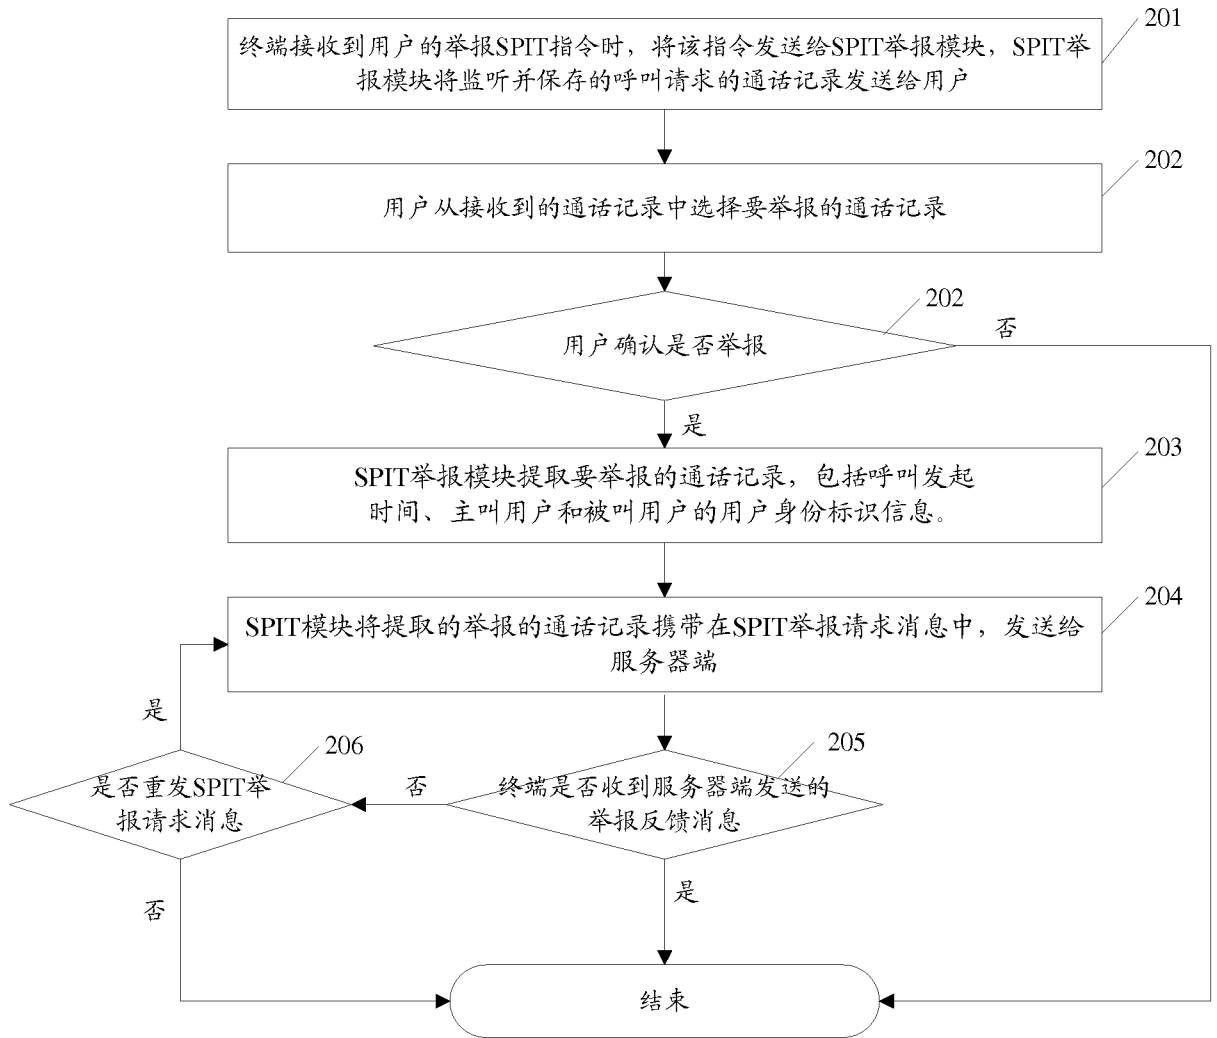 201
终端接收到用户的举报SPIT指令时，将该指令发送给SPIT举报模块，SPIT举
报模块将监听并保存的呼叫请求的通话记录发送给用户
202
用户从接收到的通话记录中选择要举报的通话记录
202
用户确认是否举报
否
是
203
SPIT举报模块提取要举报的通话记录，包括呼叫发起
时间、主叫用户和被叫用户的用户身份标识信息。
204
SPIT模块将提取的举报的通话记录携带在SPIT举报请求消息中，发送给
服务器端
是
206
205
是否重发SPIT举
报请求消息
否
终端是否收到服务器端发送的
举报反馈消息
否
是
结束